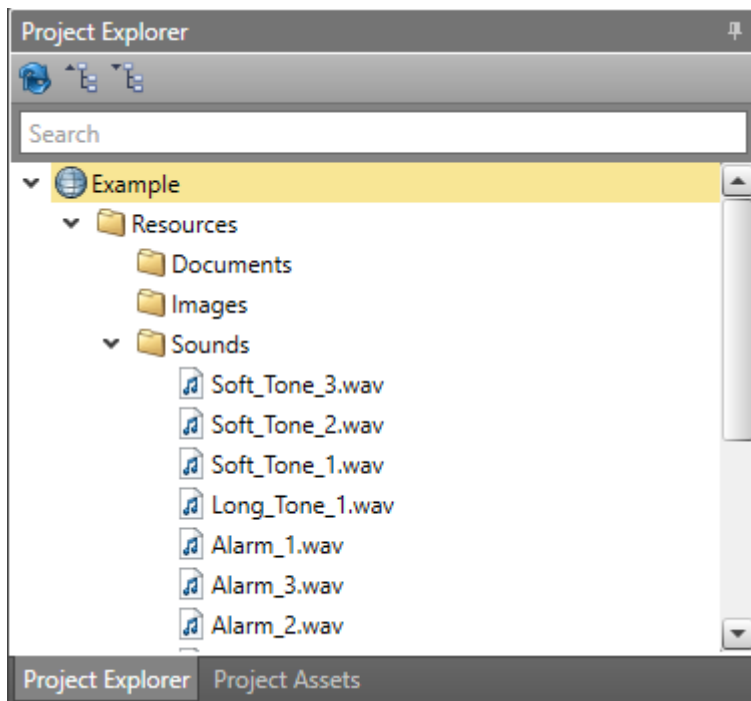 Project Explorer
Search
Example
Resources
Documents
Images
Sounds
Soft_Tone_3.wav
Soft_Tone_2.wav
Soft_Tone_1.wav
Long_Tone_1.wav
Alarm_1.wav
Alarm_3.wav
Alarm_2.wav
Project Explorer Project Assets